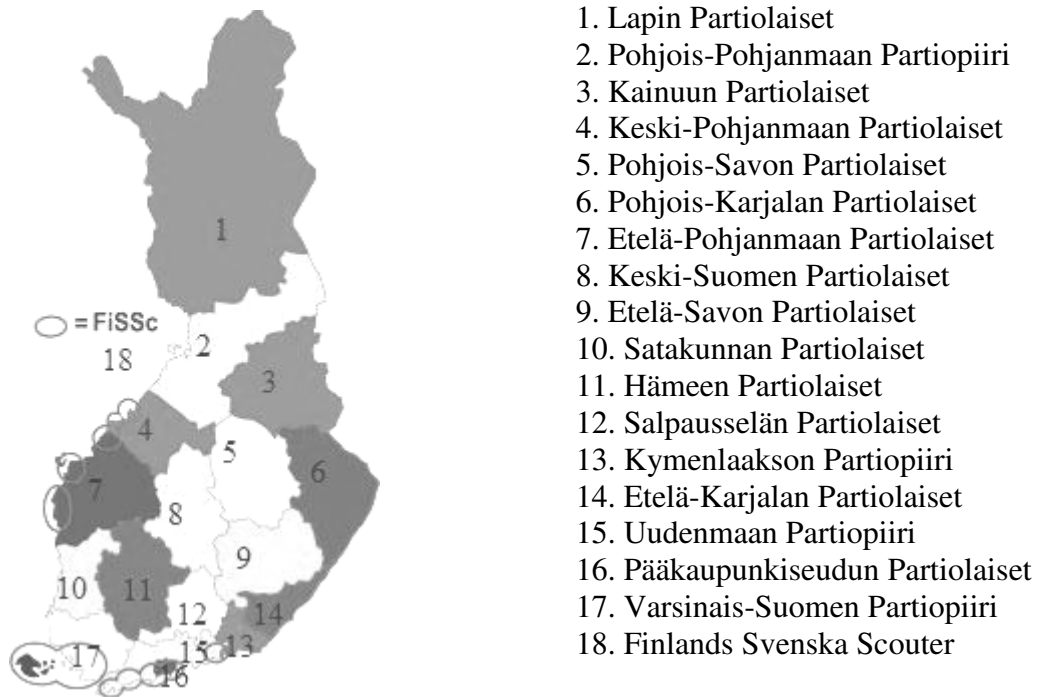 1. Lapin Partiolaiset
2. Pohjois-Pohjanmaan Partiopiiri
3. Kainuun Partiolaiset
4. Keski-Pohjanmaan Partiolaiset
5. Pohjois-Savon Partiolaiset
6. Pohjois-Karjalan Partiolaiset
7. Etelä-Pohjanmaan Partiolaiset
8. Keski-Suomen Partiolaiset
9. Etelä-Savon Partiolaiset
10. Satakunnan Partiolaiset
11. Hämeen Partiolaiset
12. Salpausselän Partiolaiset
13. Kymenlaakson Partiopiiri
14. Etelä-Karjalan Partiolaiset
15. Uudenmaan Partiopiiri
16. Pääkaupunkiseudun Partiolaiset
17. Varsinais-Suomen Partiopiiri
18. Finlands Svenska Scouter
1
= FiSSc
18
2
3
4
5
6
7
8
9
10
11
12
14
13
15
17
16